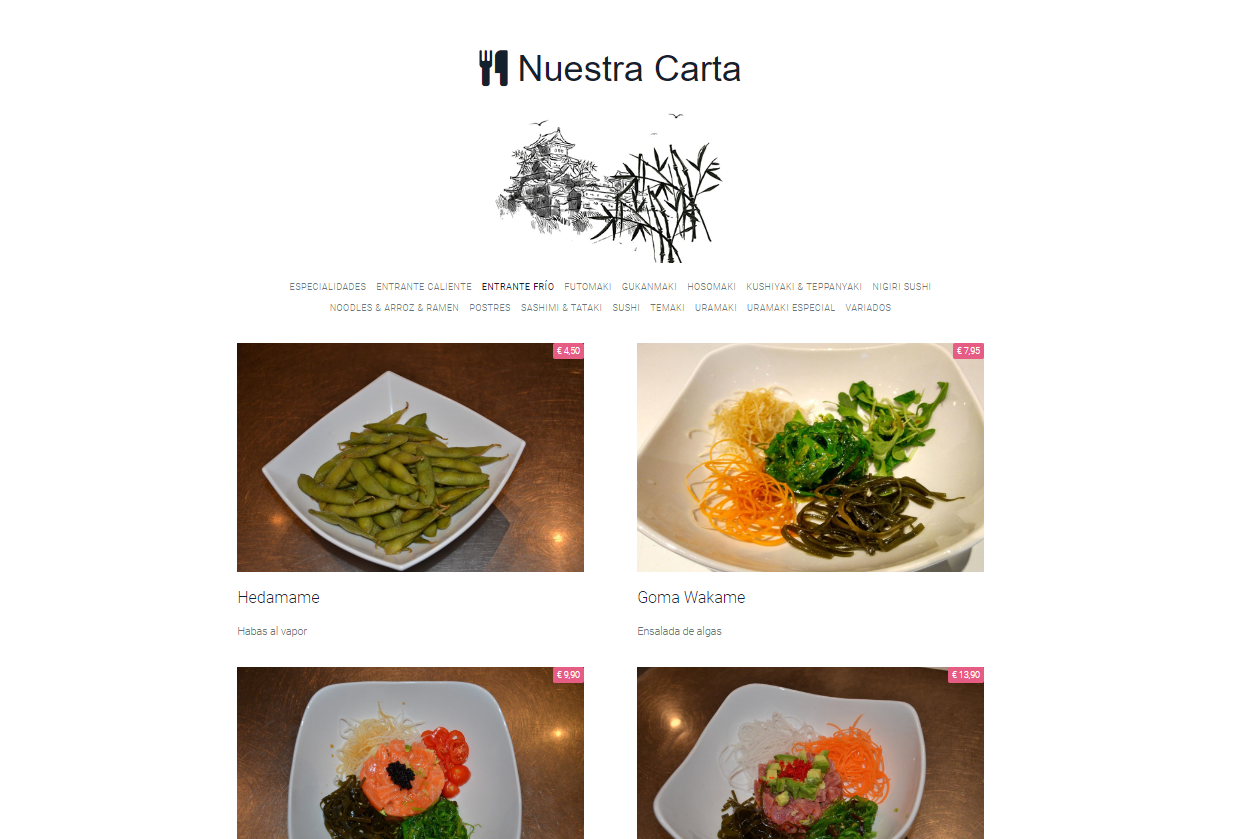 Nuestra Carta
ESPECIALIDADES ENTRANTE CALIENTE ENTRANTE FRÍO FUTOMAKI GUKANMAKI HOSOMAKI KUSHIYAKI & TEPPANYAKI NIGIRI SUSHI
NOODLES & ARROZ & RAMEN POSTRES SASHIMI & TATAKI SUSHI TEMAKI URAMAKI URAMAKI ESPECIAL VARIADOS
€ 4,50
€ 7,95
Hedamame
Goma Wakame
Habas al vapor
Ensalada de algas
€ 9,90
€ 13,90